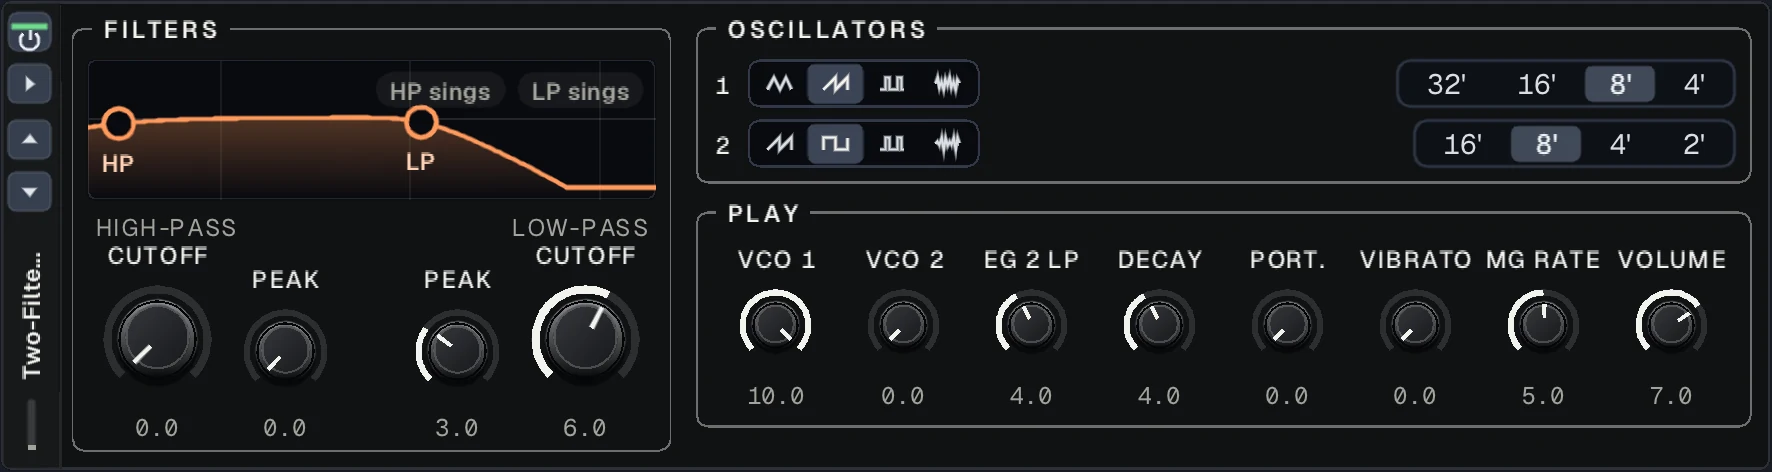 Two-Filte...
FILTERS
HP sings LP sings
HP LP
HIGH-PASS LOW-PASS
CUTOFF PEAK PEAK CUTOFF
0.0 0.0 3.0 6.0
OSCILLATORS
1 32' 16' 8' 4'
2 16' 8' 4' 2'
PLAY
VCO 1 VCO 2 EG 2 LP DECAY PORT. VIBRATO MG RATE VOLUME
10.0 0.0 4.0 4.0 0.0 0.0 5.0 7.0